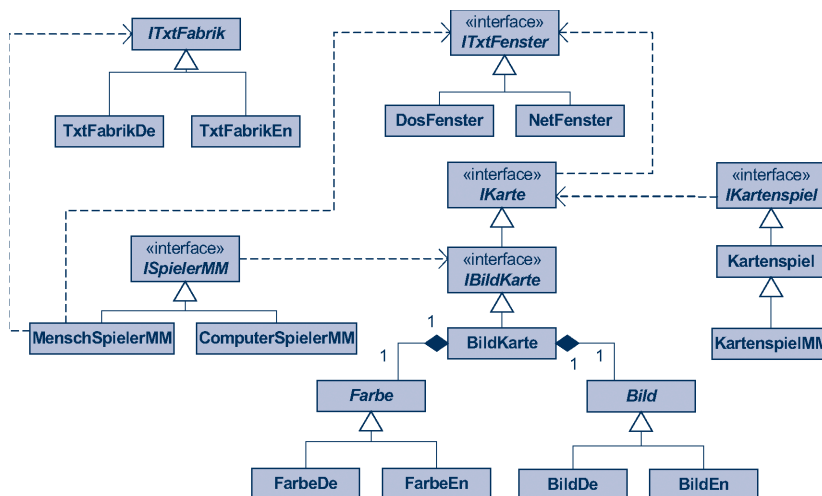 ITxtFabrik
«interface»
ITxtFenster
TxtFabrikDe
TxtFabrikEn
DosFenster
NetFenster
«interface»
IKarte
«interface»
IKartenspiel
«interface»
ISpielerMM
«interface»
IBildKarte
Kartenspiel
MenschSpielerMM
ComputerSpielerMM
1
BildKarte
KartenspielMM
1
1
1
Farbe
Bild
FarbeDe
FarbeEn
BildDe
BildEn